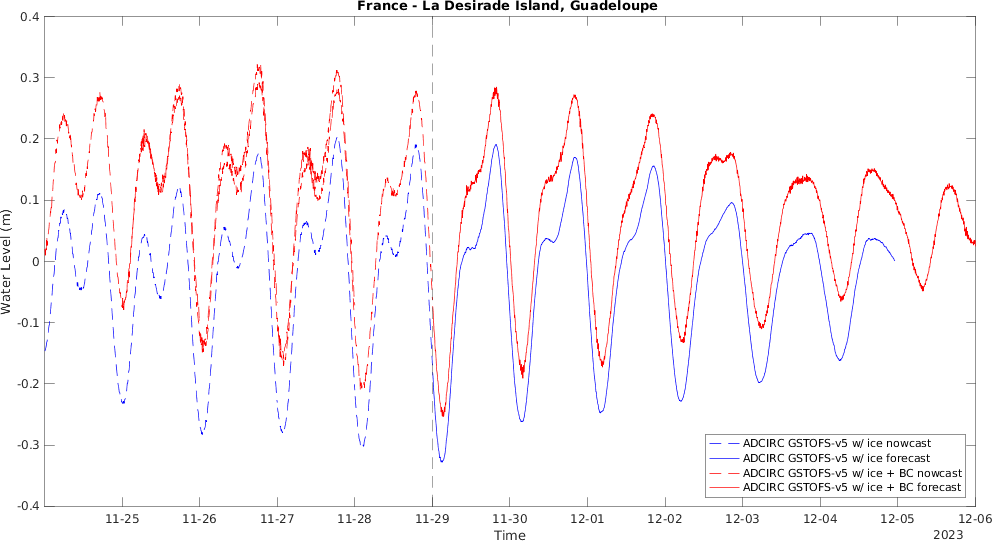 France - La Desirade Island, Guadeloupe
0.4
0.3
0.2
0.1
0
-0.1
-0.2
-0.3
-0.4
Water Level (m)
11-25 11-26 11-27 11-28 11-29 11-30 12-01 12-02 12-03 12-04 12-05 12-06
Time
2023
ADCIRC GSTOFS-v5 w/ ice nowcast
ADCIRC GSTOFS-v5 w/ ice forecast
ADCIRC GSTOFS-v5 w/ ice + BC nowcast
ADCIRC GSTOFS-v5 w/ ice + BC forecast